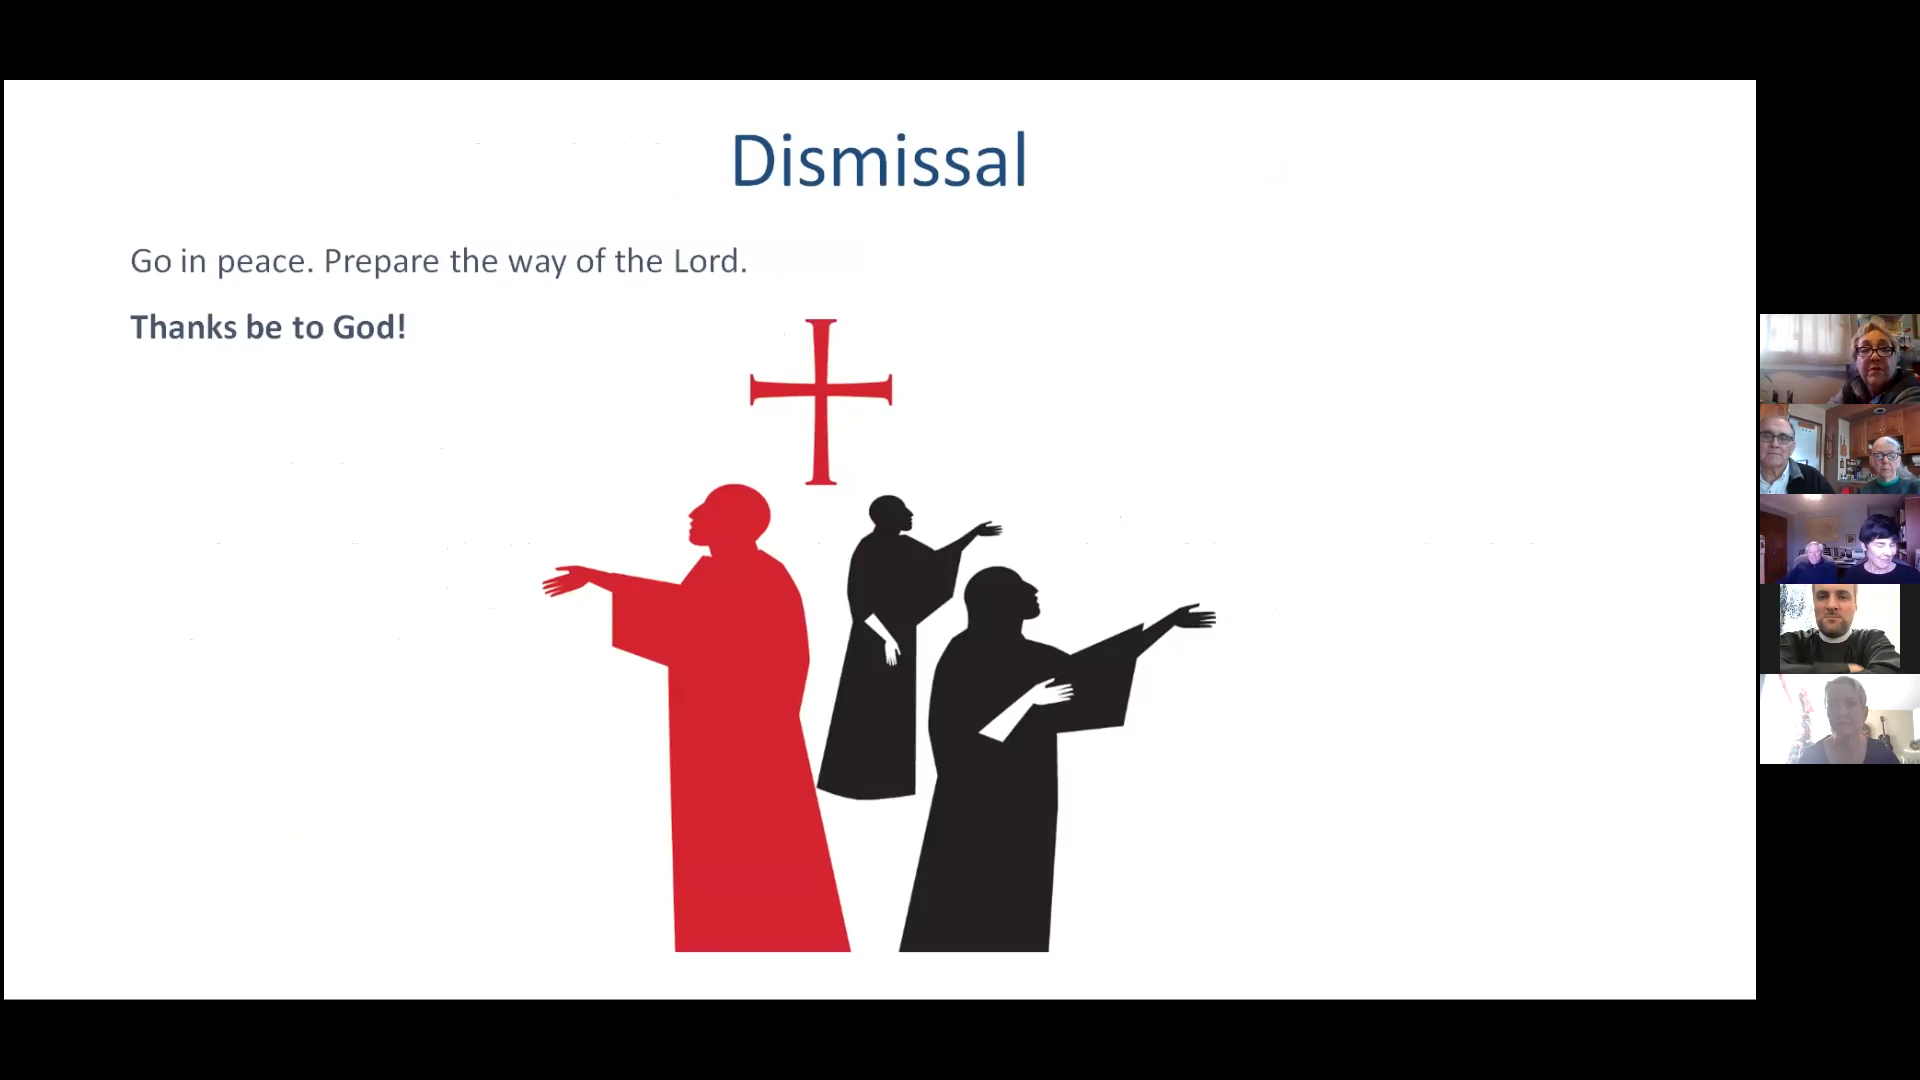 Dismissal
Go in peace. Prepare the way of the Lord.
Thanks be to God!